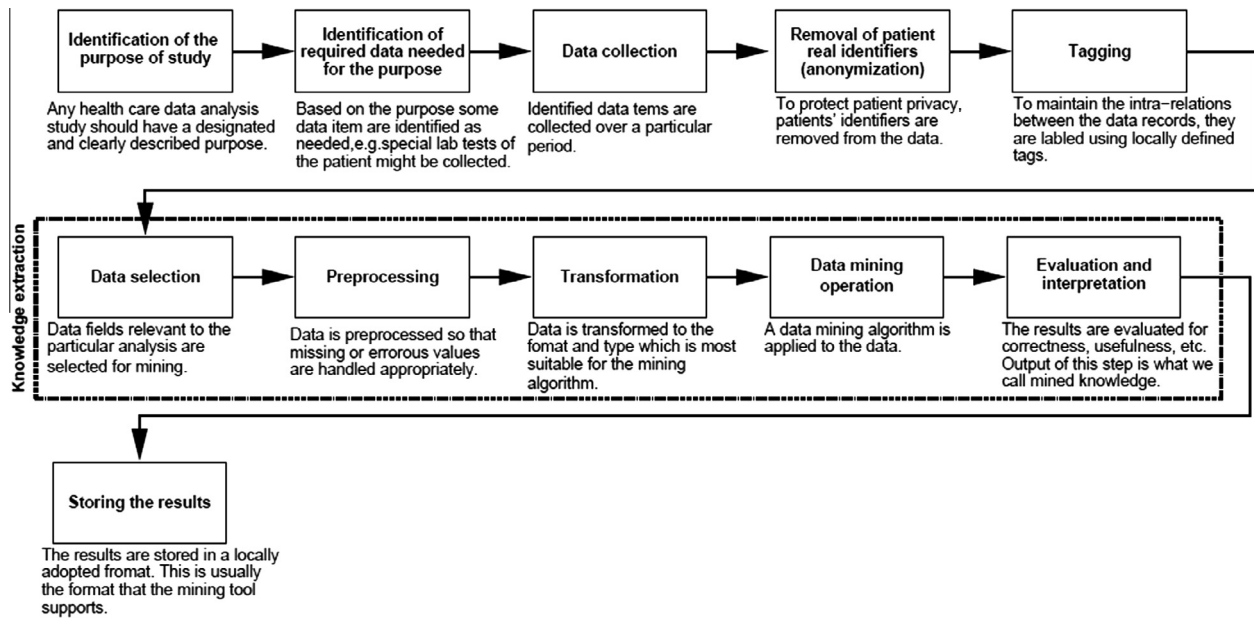 Identification of the
purpose of study
Any health care data analysis
study should have a designated
and clearly described purpose.
Identification of
required data needed
for the purpose
Based on the purpose some
data item are identified as
needed,e.g.special lab tests of
the patient might be collected.
Data collection
Identified data tems are
collected over a particular
period.
Removal of patient
real identifiers
(anonymization)
To protect patient privacy,
patients' identifiers are
removed from the data.
Tagging
To maintain the intra-relations
between the data records, they
are labled using locally defined
tags.
Knowledge extraction
Data selection
Data fields relevant to the
particular analysis are
selected for mining.
Preprocessing
Data is preprocessed so that
missing or errorous values
are handled appropriately.
Transformation
Data is transformed to the
fomat and type which is most
suitable for the mining
algorithm.
Data mining
operation
A data mining algorithm is
applied to the data.
Evaluation and
interpretation
The results are evaluated for
correctness, usefulness, etc.
Output of this step is what we
call mined knowledge.
Storing the results
The results are stored in a locally
adopted fromat. This is usually
the format that the mining tool
supports.